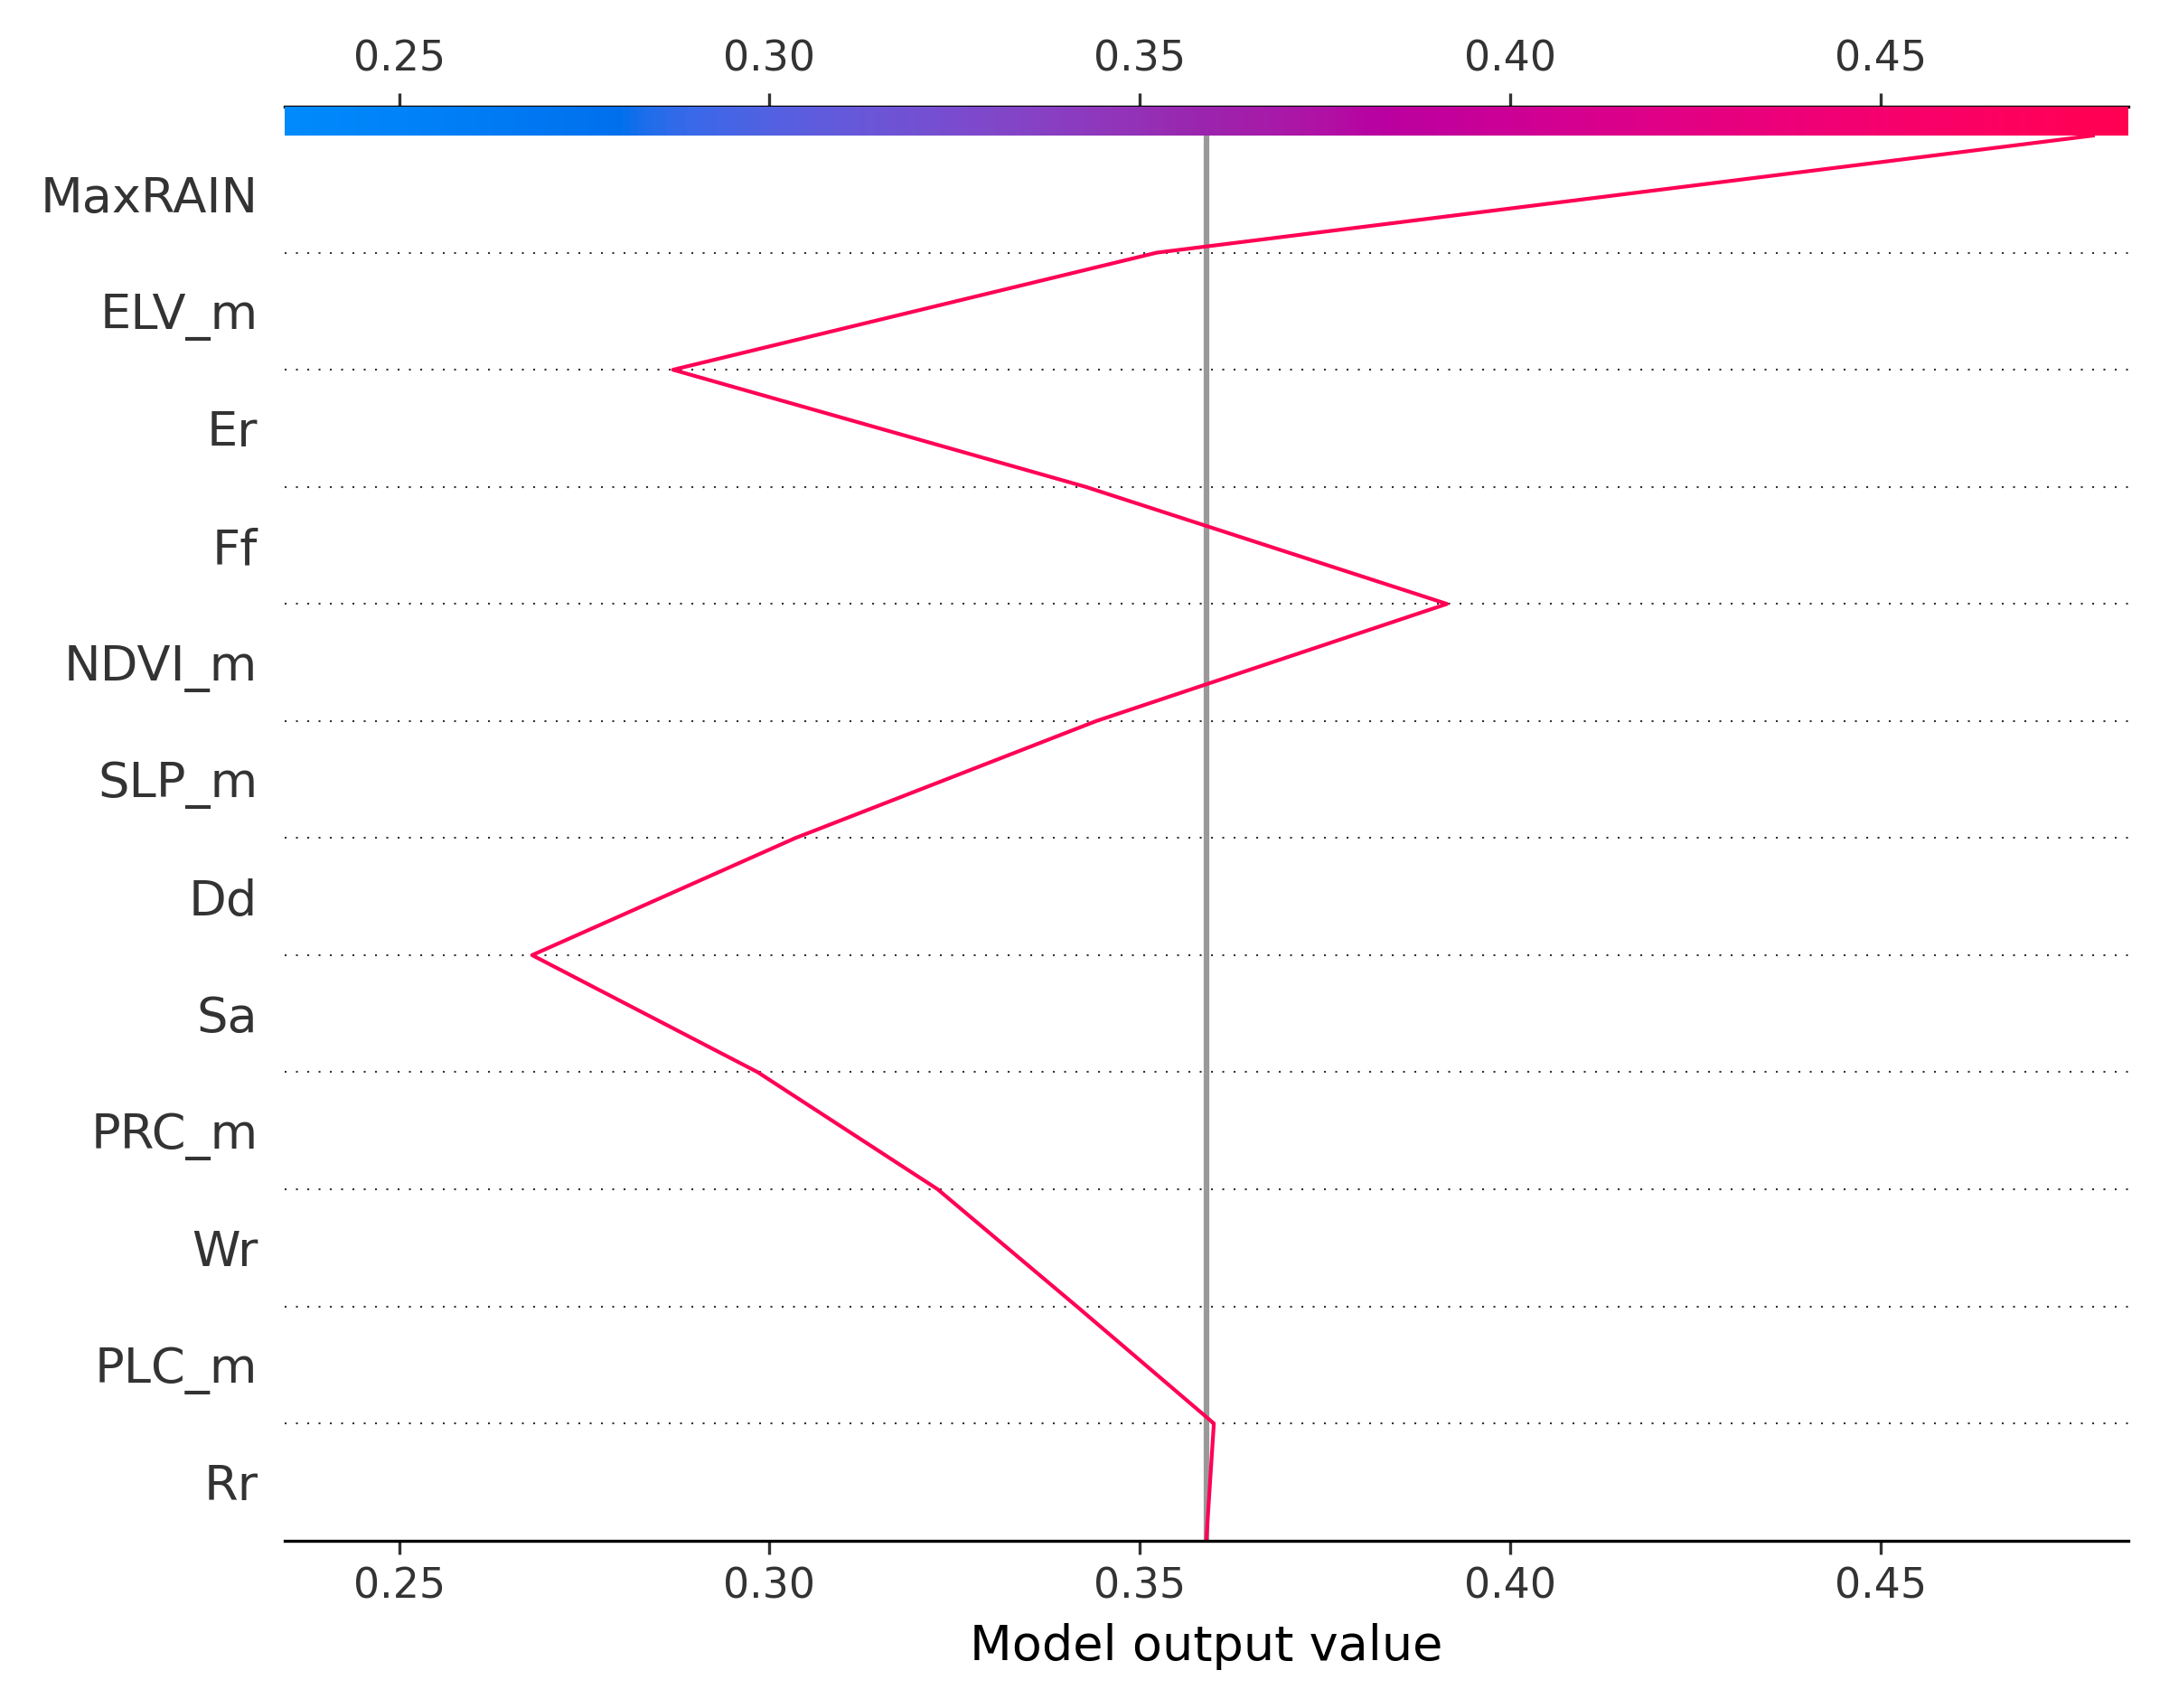 0.25 0.30 0.35 0.40 0.45
MaxRAIN
ELV_m
Er
Ff
NDVI_m
SLP_m
Dd
Sa
PRC_m
Wr
PLC_m
Rr
0.25 0.30 0.35 0.40 0.45
Model output value